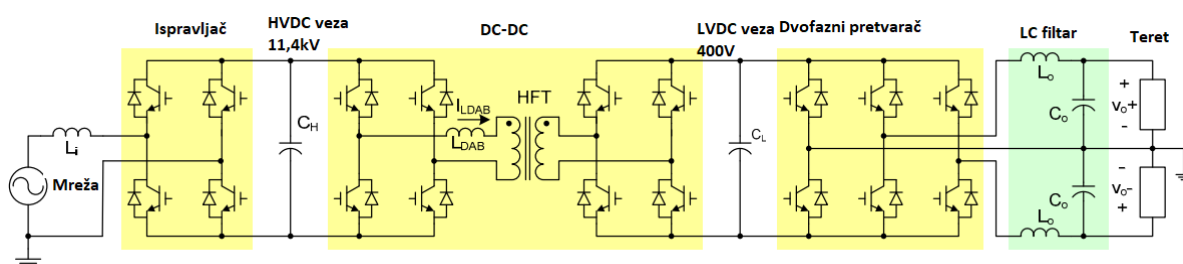 Ispravljač
HVDC veza
11,4kV
DC-DC
LVDC veza
400V
Dvofazni pretvarač
LC filtar
Teret
Mreža
Li
CH
ILDAB
LDAB
HFT
CL
Lo
Co
+
vo+
-
-
vo-
+
Co
Lo